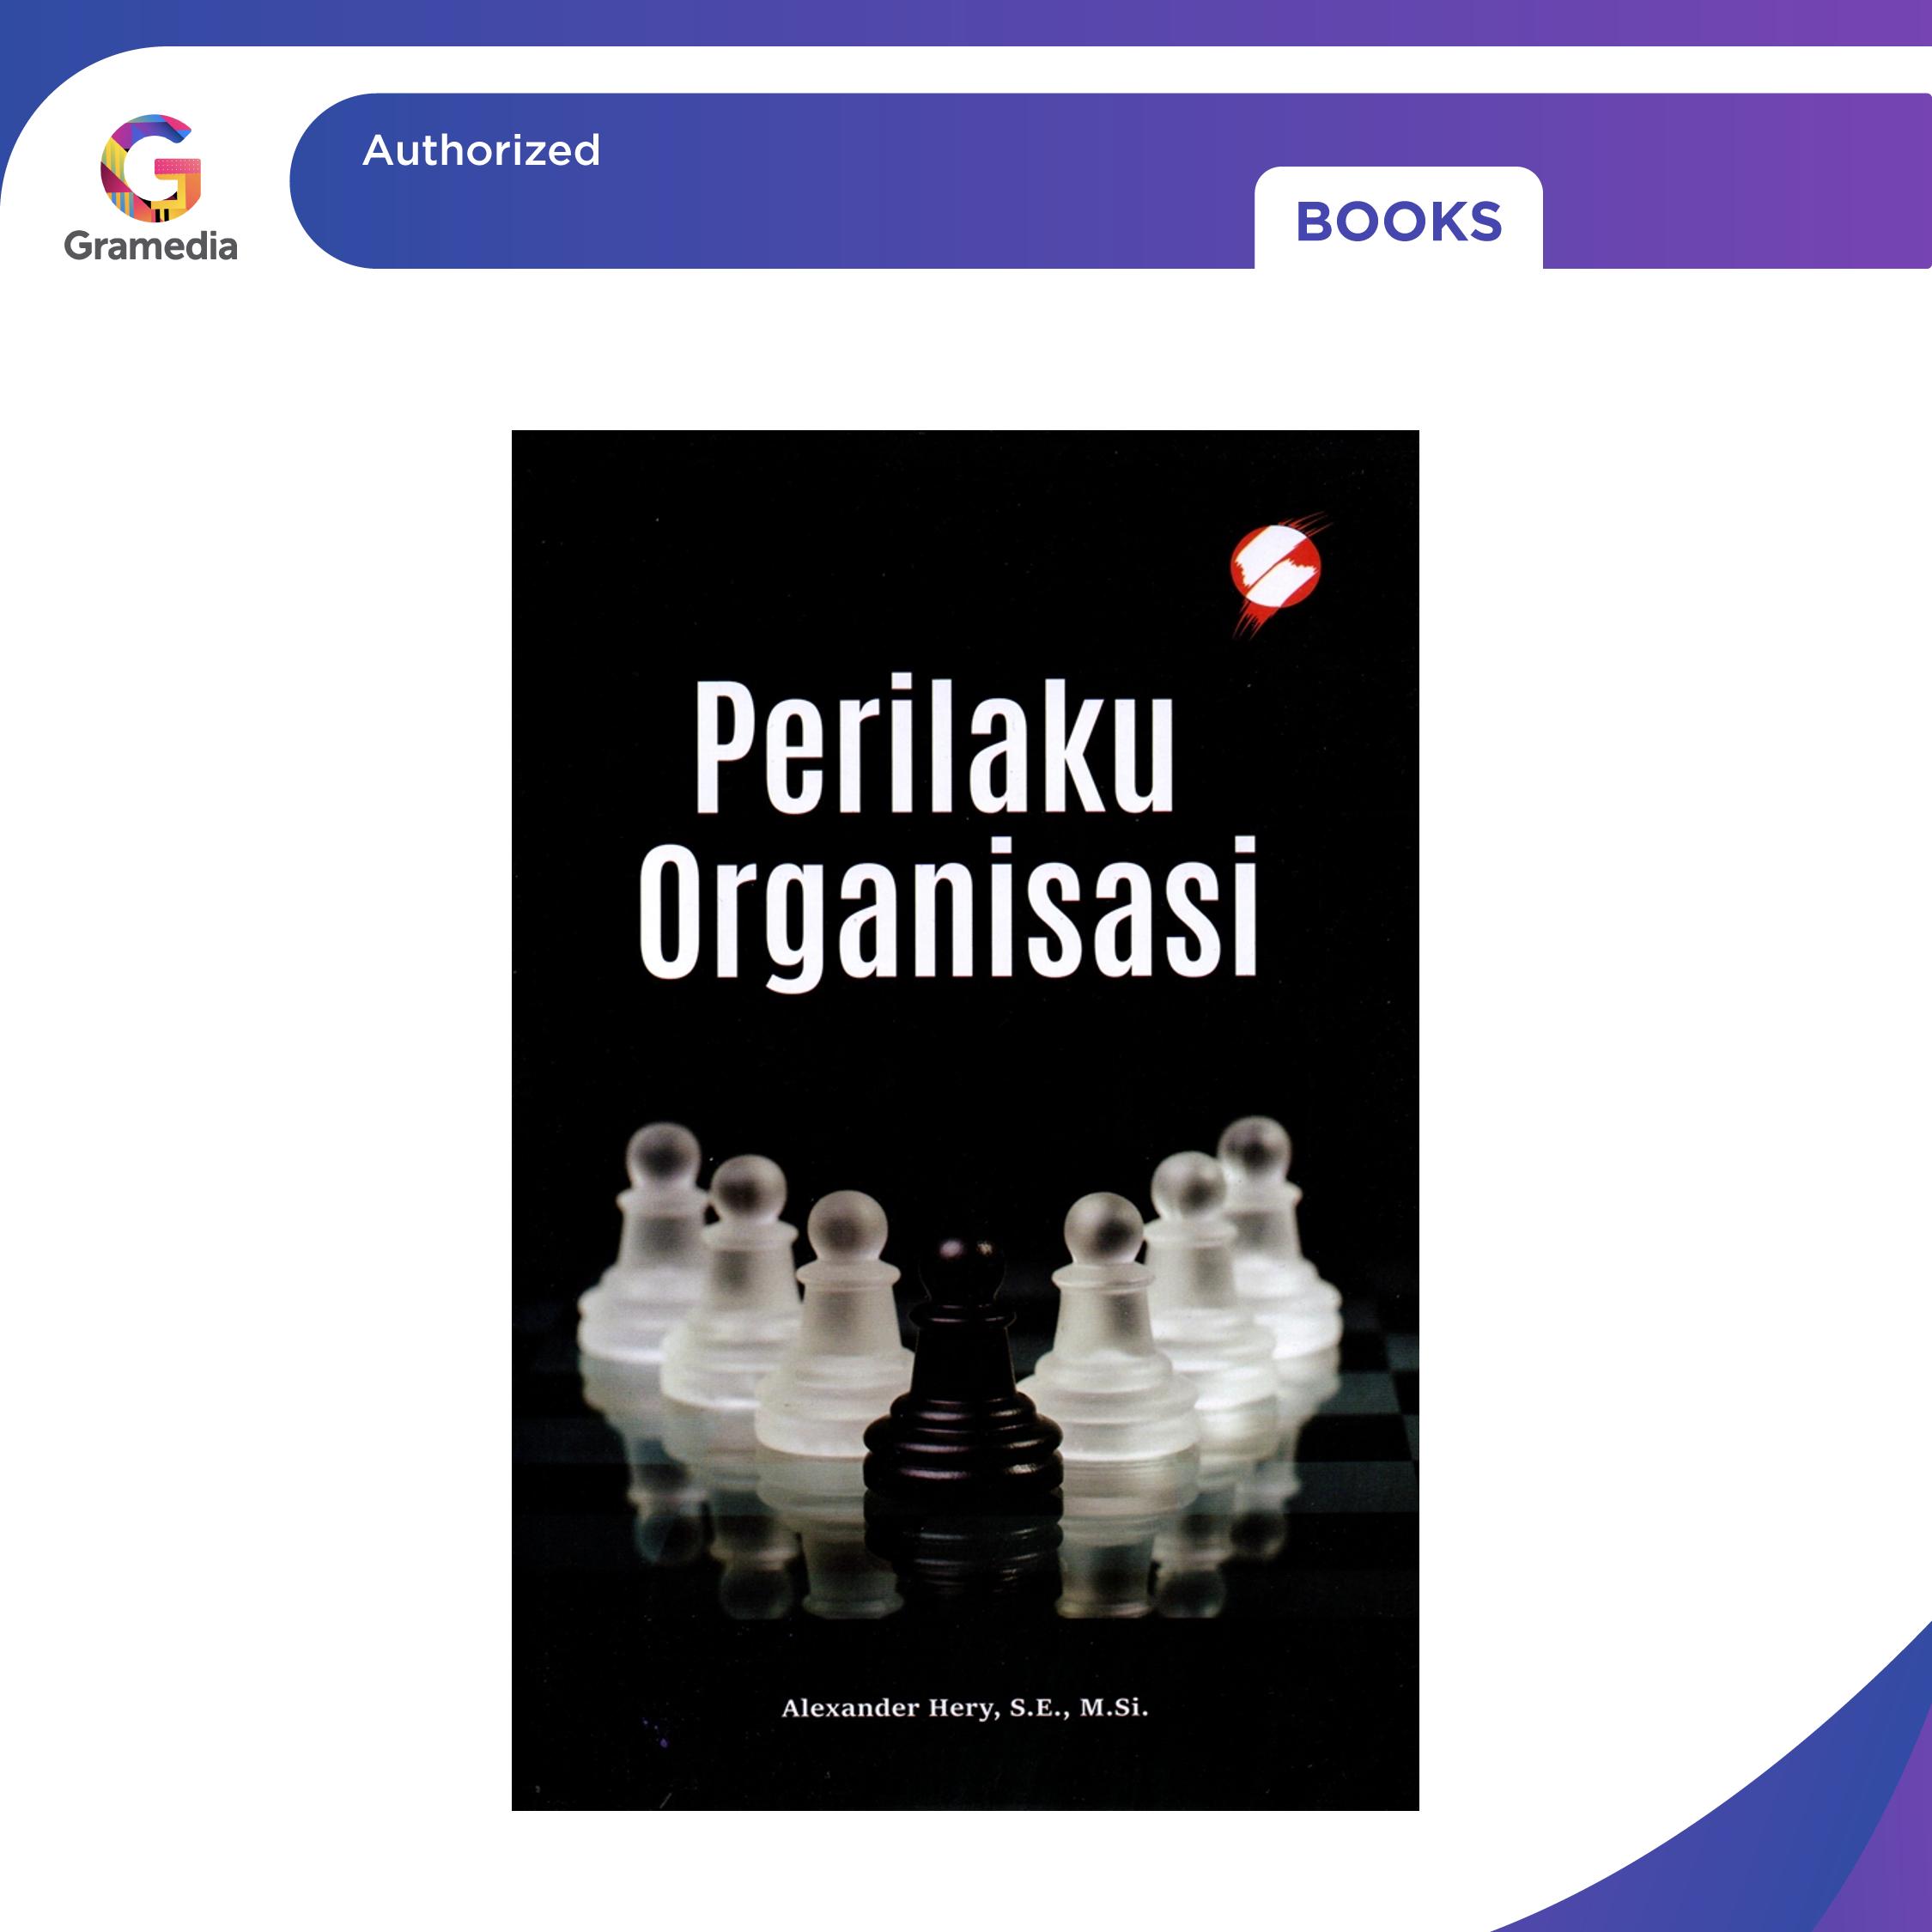 Gramedia
Authorized
BOOKS
Perilaku
Organisasi
Alexander Hery, S.E., M.Si.